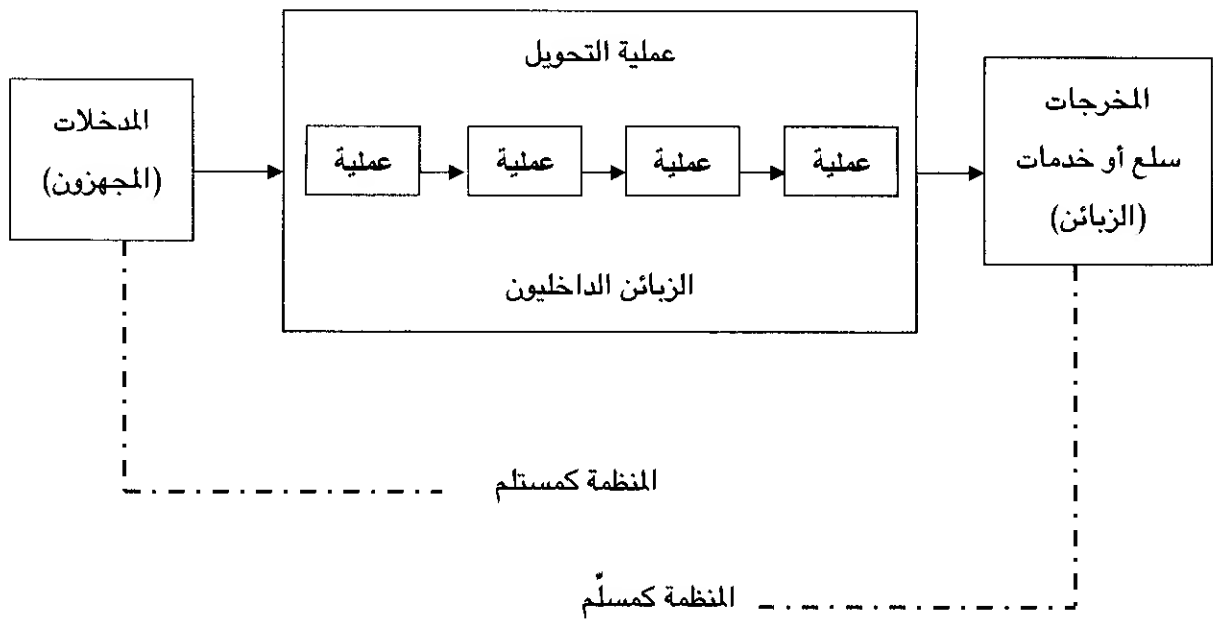 عملية التحويل
المدخلات
(المجهزون)
عملية
عملية
عملية
عملية
المخرجات
سلع أو خدمات
(الزبائن)
الزبائن الداخليون
المنظمة كمستلم
المنظمة كمسلّم